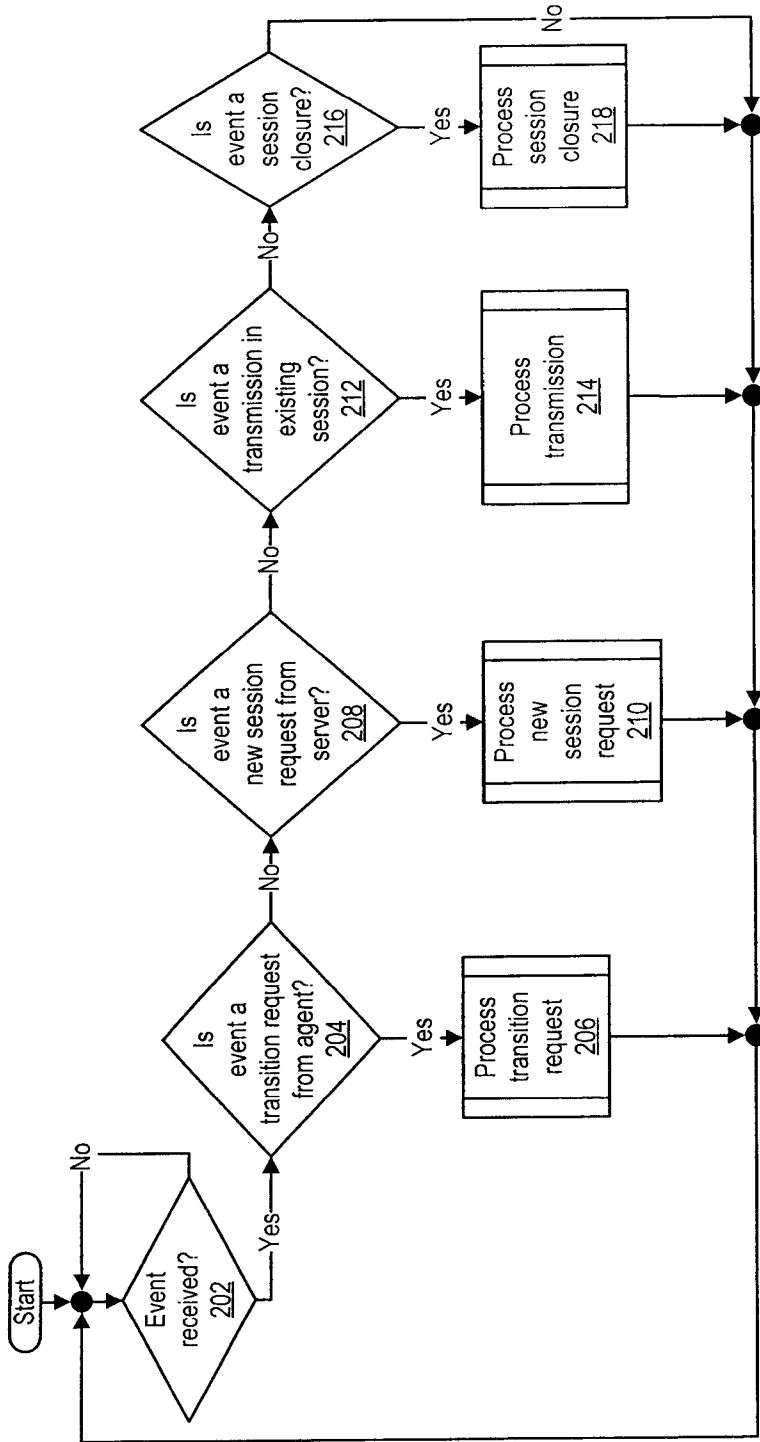 Start
Event
received?
202
No
Yes
Is
event a
transition request
from agent?
204
No
Yes
Process
transition
request
206
Is
event a
new session
request from
server?
208
No
Yes
Process
new
session
request
210
Is
event a
transmission in
existing
session?
212
No
Yes
Process
transmission
214
Is
event a
session
closure?
216
No
Yes
Process
session
closure
218